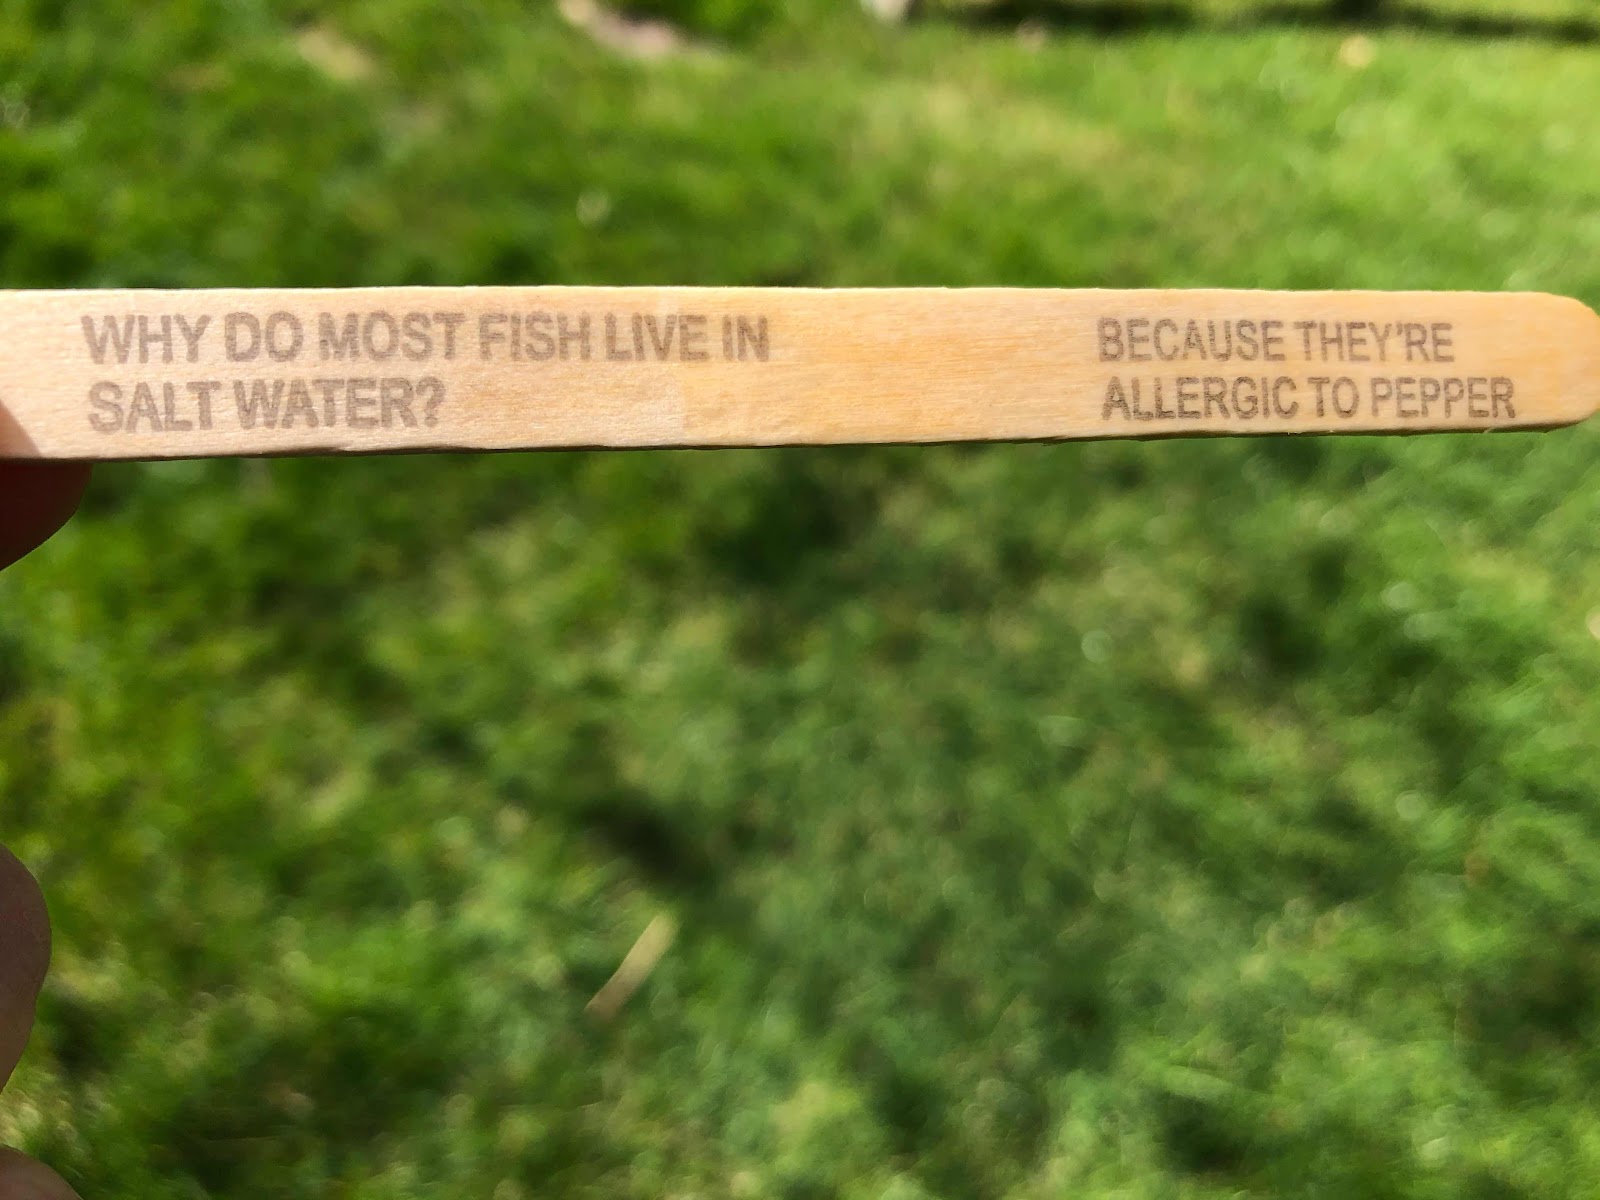 WHY DO MOST FISH LIVE IN
SALT WATER?
BECAUSE THEY'RE
ALLERGIC TO PEPPER